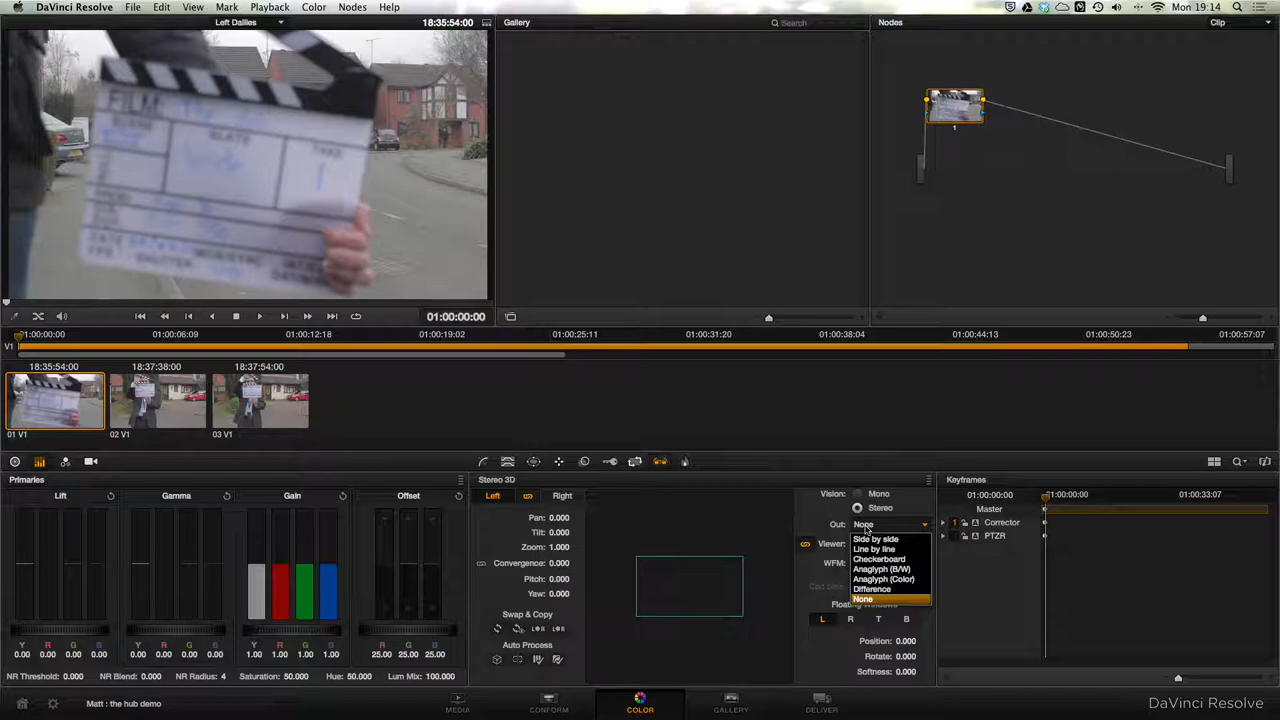 DaVinci Resolve File Edit View Mark Playback Color Nodes Help Mon 19:14
Left Dailies 18:35:54:00 Gallery Search Nodes Clip
FILM:
SLATE
TAKE
DATE
SHUTTER
1
01:00:00:00
01:00:00:00 01:00:06:09 01:00:12:18 01:00:19:02 01:00:25:11 01:00:31:20 01:00:38:04 01:00:44:13 01:00:50:23 01:00:57:07
V1
18:35:54:00 18:37:38:00 18:37:54:00
01 V1 02 V1 03 V1
Primaries Stereo 3D Keyframes
Lift Gamma Gain Offset
Y R G B Y R G B Y R G B R G B
0.00 0.00 0.00 0.00 0.00 0.00 0.00 0.00 1.00 1.00 1.00 1.00 25.00 25.00 25.00
NR Threshold: 0.000 NR Blend: 0.000 NR Radius: 4 Saturation: 50.000 Hue: 50.000 Lum Mix: 100.000
Left Right
Pan: 0.000
Tilt: 0.000
Zoom: 1.000
Convergence: 0.000
Pitch: 0.000
Yaw: 0.000
Swap & Copy
Auto Process
Vision: Mono
Stereo
Out: None
Viewer:
WFM:
Side by side
Line by line
Checkerboard
Anaglyph (B/W)
Anaglyph (Color)
Difference
None
Floating Windows
L R T B
Position: 0.000
Rotate: 0.000
Softness: 0.000
01:00:00:00 01:00:00:00 01:00:33:07
Master
1 Corrector
PTZR
Matt : the hub demo
MEDIA CONFORM COLOR GALLERY DELIVER
DaVinci Resolve